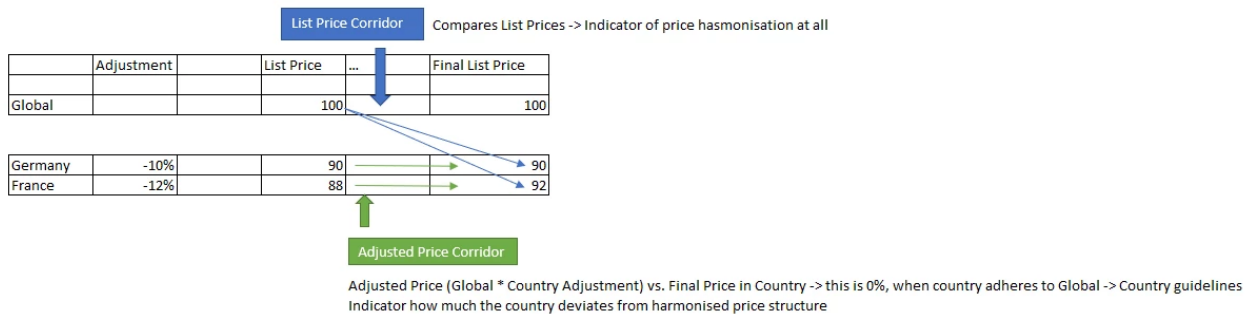 List Price Corridor Compares List Prices -> Indicator of price hasmonisation at all
Adjustment List Price ... Final List Price
Global 100 100
Germany -10% 90 90
France -12% 88 92
Adjusted Price Corridor
Adjusted Price (Global * Country Adjustment) vs. Final Price in Country -> this is 0%, when country adheres to Global -> Country guidelines
Indicator how much the country deviates from harmonised price structure